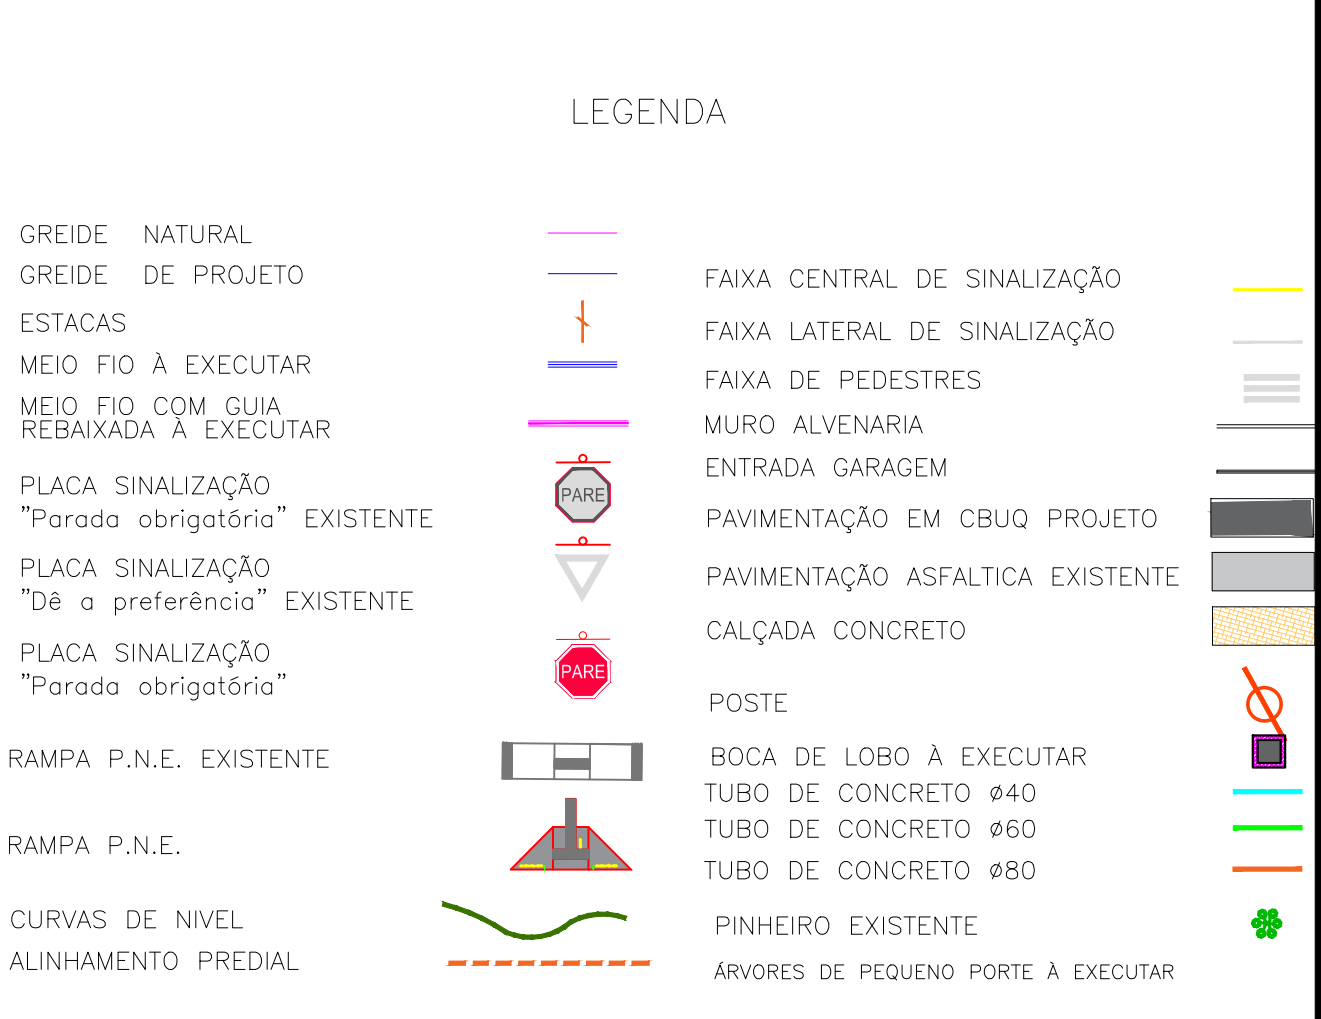 LEGENDA
GREIDE NATURAL
GREIDE DE PROJETO
ESTACAS
MEIO FIO À EXECUTAR
MEIO FIO COM GUIA
REBAIXADA À EXECUTAR
PLACA SINALIZAÇÃO
"Parada obrigatória" EXISTENTE
PARE
PLACA SINALIZAÇÃO
"Dê a preferência" EXISTENTE
PLACA SINALIZAÇÃO
"Parada obrigatória"
PARE
RAMPA P.N.E. EXISTENTE
RAMPA P.N.E.
CURVAS DE NIVEL
ALINHAMENTO PREDIAL
FAIXA CENTRAL DE SINALIZAÇÃO
FAIXA LATERAL DE SINALIZAÇÃO
FAIXA DE PEDESTRES
MURO ALVENARIA
ENTRADA GARAGEM
PAVIMENTAÇÃO EM CBUQ PROJETO
PAVIMENTAÇÃO ASFALTICA EXISTENTE
CALÇADA CONCRETO
POSTE
BOCA DE LOBO À EXECUTAR
TUBO DE CONCRETO ø40
TUBO DE CONCRETO ø60
TUBO DE CONCRETO ø80
PINHEIRO EXISTENTE
ÁRVORES DE PEQUENO PORTE À EXECUTAR